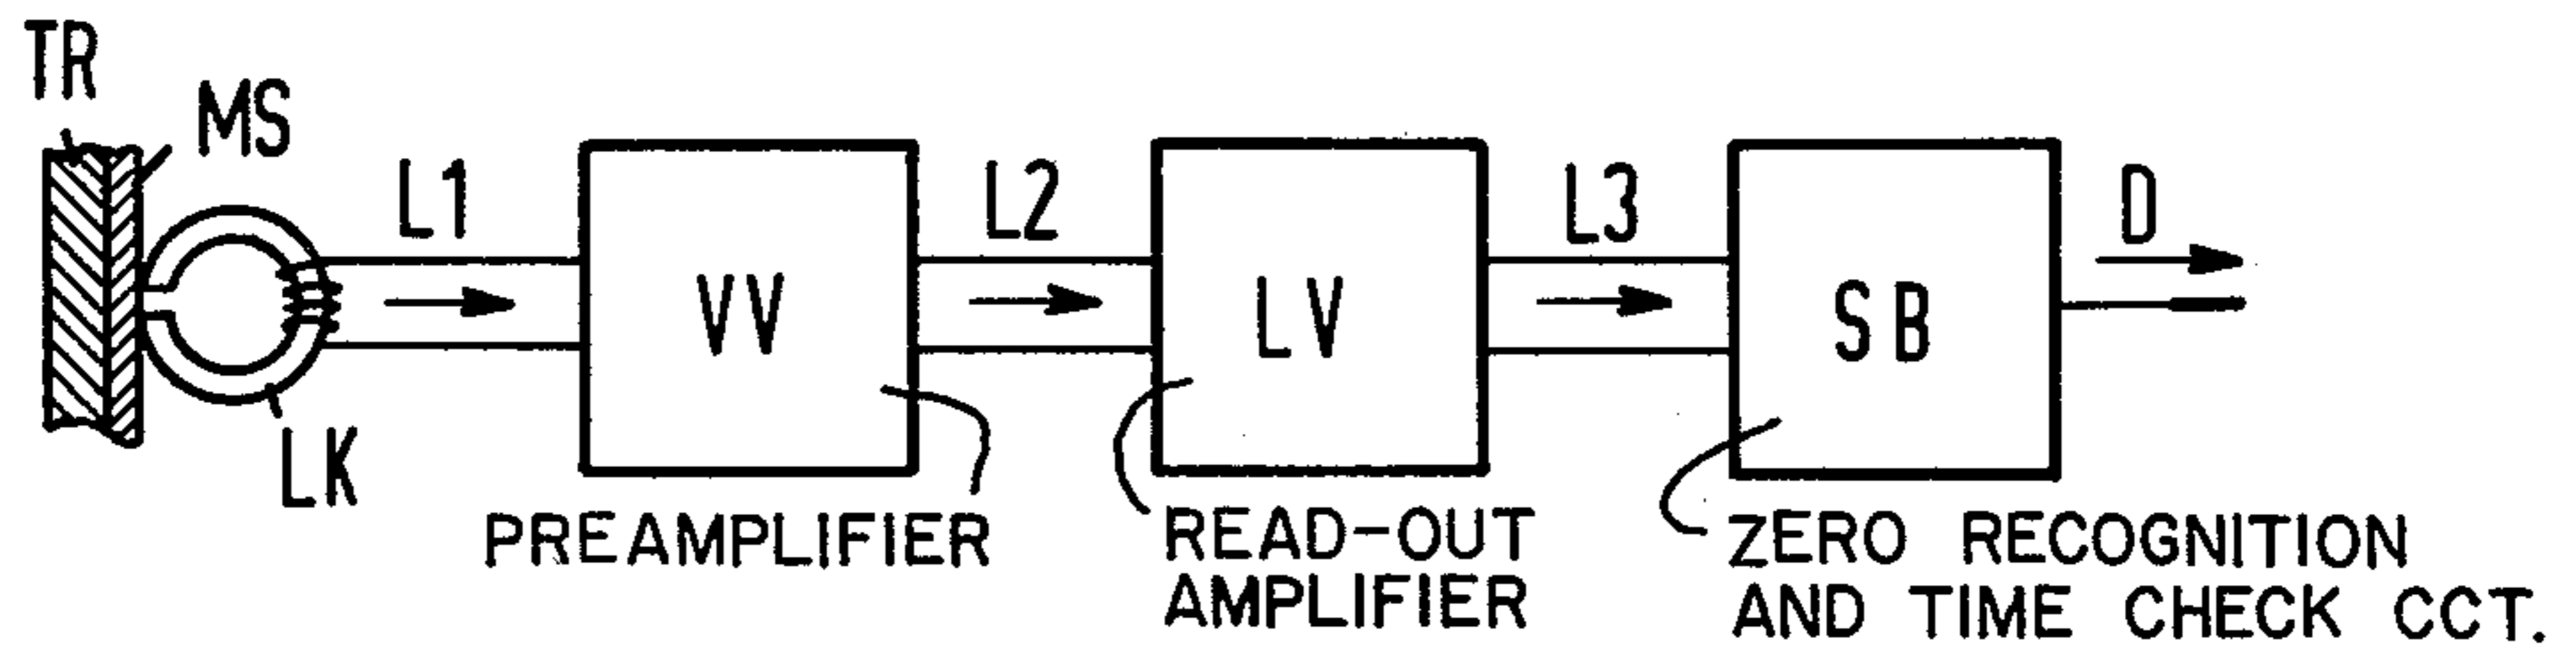 TR
MS
L1
L2
L3
D
VV
LV
SB
LK
PREAMPLIFIER
READ-OUT
AMPLIFIER
ZERO RECOGNITION
AND TIME CHECK CCT.